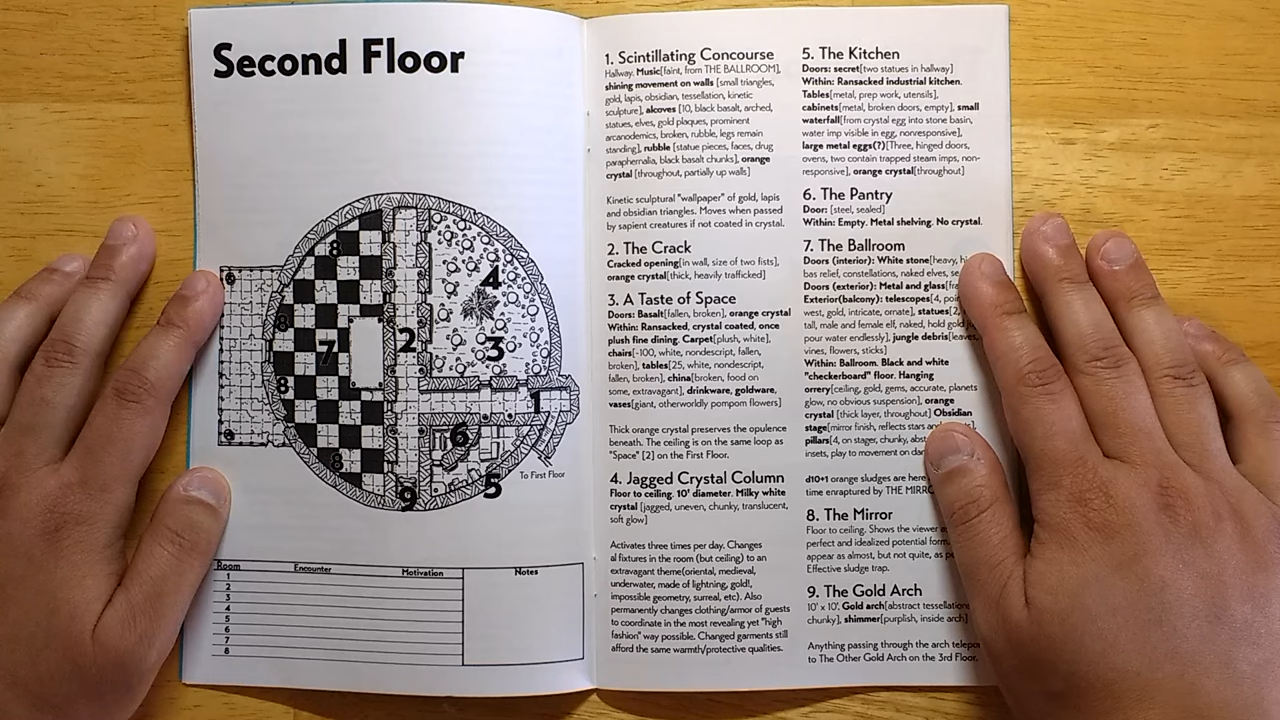 Second Floor
8
4
8
7
2
3
8
1
6
8
9
5
To First Floor
Room Encounter Motivation Notes
1
2
3
4
5
6
7
8
1. Scintillating Concourse
Hallway. Music[faint, from THE BALLROOM],
shining movement on walls [small triangles,
gold, lapis, obsidian, tessellation, kinetic
sculpture], alcoves [10, black basalt, arched,
statues, elves, gold plaques, prominent
arcanodemics, broken, rubble, legs remain
standing], rubble [statue pieces, faces, drug
paraphernalia, black basalt chunks], orange
crystal [throughout, partially up walls]
Kinetic sculptural "wallpaper" of gold, lapis
and obsidian triangles. Moves when passed
by sapient creatures if not coated in crystal.
2. The Crack
Cracked opening[in wall, size of two fists],
orange crystal[thick, heavily trafficked]
3. A Taste of Space
Doors: Basalt[fallen, broken], orange crystal
Within: Ransacked, crystal coated, once
plush fine dining. Carpet[plush, white],
chairs[~100, white, nondescript, fallen,
broken], tables[25, white, nondescript,
fallen, broken], china[broken, food on
some, extravagant], drinkware, goldware,
vases[giant, otherworldly pompom flowers]
Thick orange crystal preserves the opulence
beneath. The ceiling is on the same loop as
"Space" [2] on the First Floor.
4. Jagged Crystal Column
Floor to ceiling. 10' diameter. Milky white
crystal [jagged, uneven, chunky, translucent,
soft glow]
Activates three times per day. Changes
al fixtures in the room (but ceiling) to an
extravagant theme(oriental, medieval,
underwater, made of lightning, gold!,
impossible geometry, surreal, etc). Also
permanently changes clothing/armor of guests
to coordinate in the most revealing yet "high
fashion" way possible. Changed garments still
afford the same warmth/protective qualities.
5. The Kitchen
Doors: secret[two statues in hallway]
Within: Ransacked industrial kitchen.
Tables[metal, prep work, utensils],
cabinets[metal, broken doors, empty], small
waterfall[from crystal egg into stone basin,
water imp visible in egg, nonresponsive],
large metal eggs(?)[Three, hinged doors,
ovens, two contain trapped steam imps, non-
responsive], orange crystal[throughout]
6. The Pantry
Door: [steel, sealed]
Within: Empty. Metal shelving. No crystal.
7. The Ballroom
Doors (interior): White stone[heavy,
bas relief, constellations, naked elves,
Doors (exterior): Metal and glass
Exterior(balcony): telescopes[4,
west, gold, intricate, ornate], statues[2,
tall, male and female elf, naked, hold gold
pour water endlessly], jungle debris[leaves,
vines, flowers, sticks]
Within: Ballroom. Black and white
"checkerboard" floor. Hanging
orrery[ceiling, gold, gems, accurate, planets
glow, no obvious suspension], orange
crystal [thick layer, throughout] Obsidian
stage[mirror finish, reflects stars
pillars[4, on stager, chunky,
insets, play to movement on
d10+1 orange sludges are here
time enraptured by THE
8. The Mirror
Floor to ceiling. Shows the viewer
perfect and idealized potential
appear as almost, but not quite, as
Effective sludge trap.
9. The Gold Arch
10' x 10'. Gold arch[abstract
chunky], shimmer[purplish, inside arch]
Anything passing through the arch
to The Other Gold Arch on the 3rd Floor.